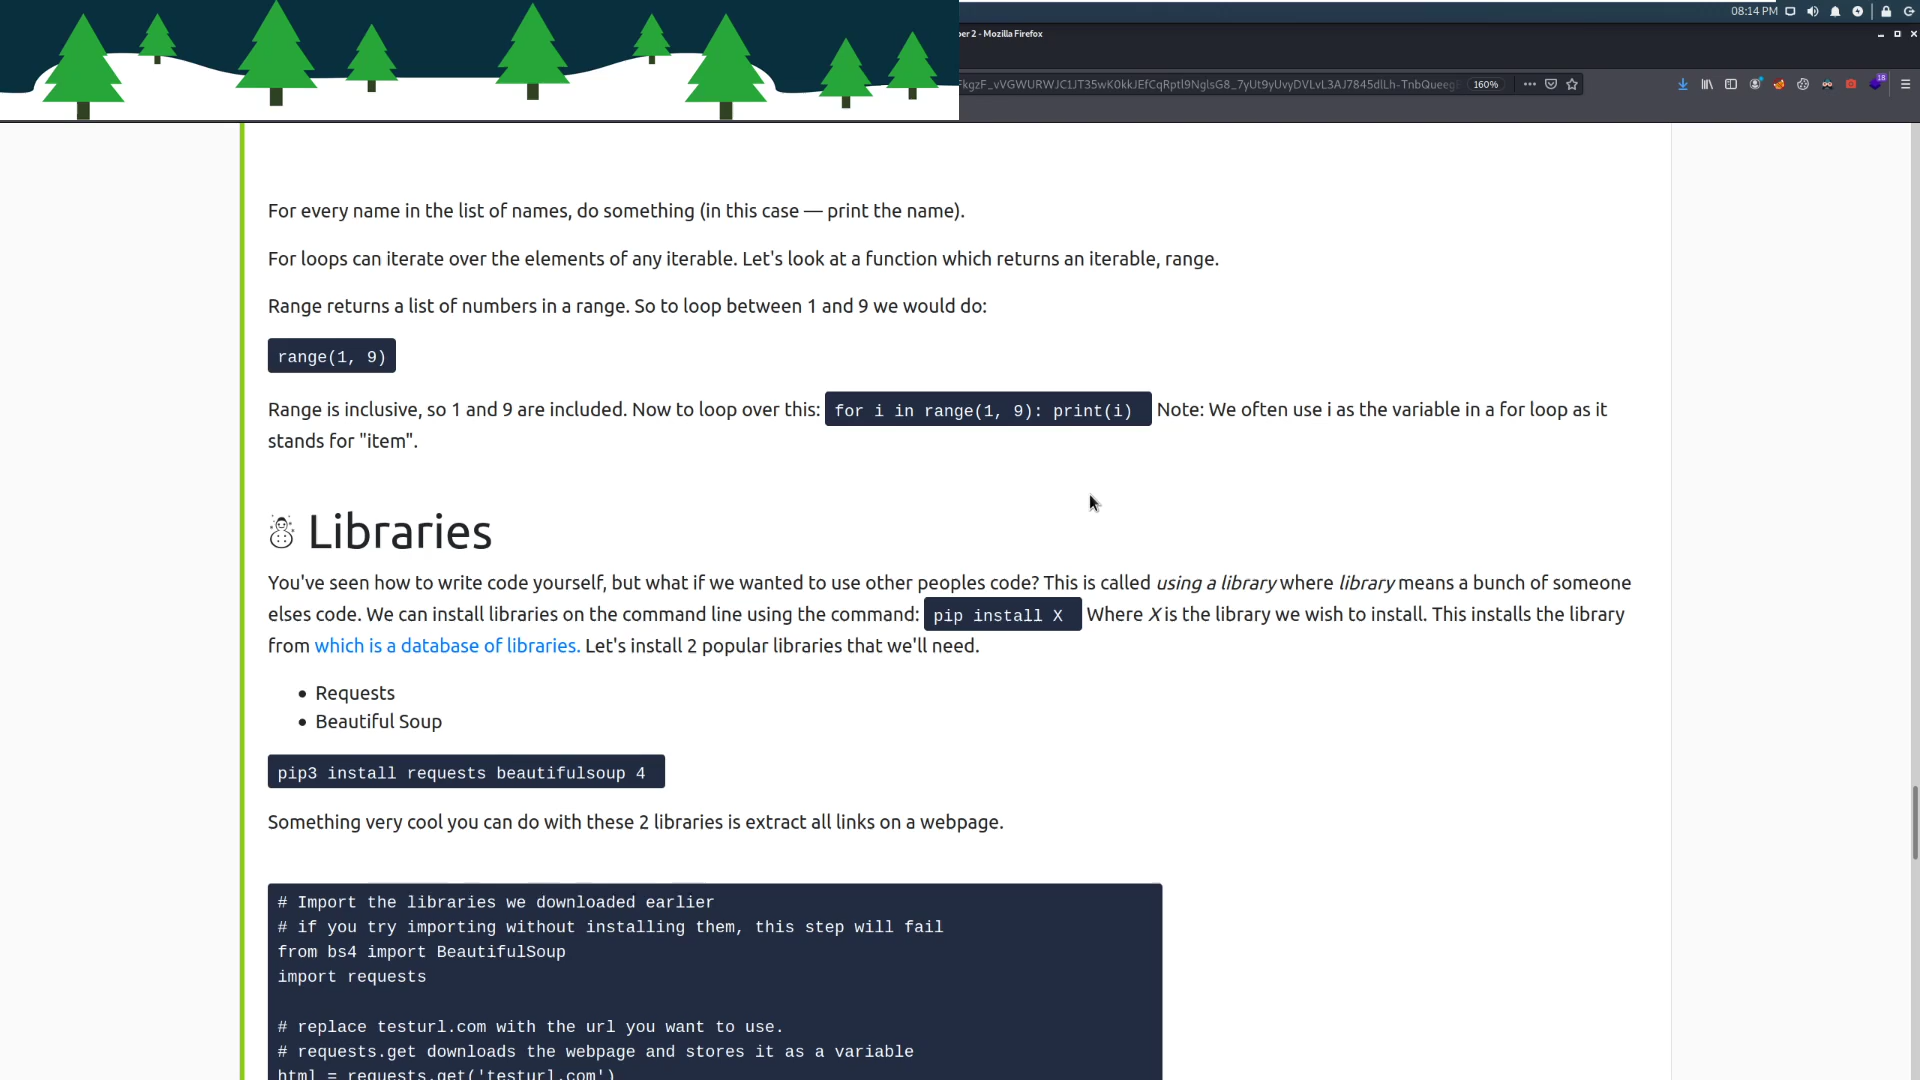 08:14 PM
per 2 - Mozilla Firefox
160%
18
For every name in the list of names, do something (in this case — print the name).
For loops can iterate over the elements of any iterable. Let's look at a function which returns an iterable, range.
Range returns a list of numbers in a range. So to loop between 1 and 9 we would do:
range(1, 9)
Range is inclusive, so 1 and 9 are included. Now to loop over this: for i in range(1, 9): print(i) Note: We often use i as the variable in a for loop as it
stands for "item".
Libraries
You've seen how to write code yourself, but what if we wanted to use other peoples code? This is called using a library where library means a bunch of someone
elses code. We can install libraries on the command line using the command: pip install X Where X is the library we wish to install. This installs the library
from which is a database of libraries. Let's install 2 popular libraries that we'll need.
• Requests
• Beautiful Soup
pip3 install requests beautifulsoup 4
Something very cool you can do with these 2 libraries is extract all links on a webpage.
# Import the libraries we downloaded earlier
# if you try importing without installing them, this step will fail
from bs4 import BeautifulSoup
import requests
# replace testurl.com with the url you want to use.
# requests.get downloads the webpage and stores it as a variable
html = requests.get('testurl.com')